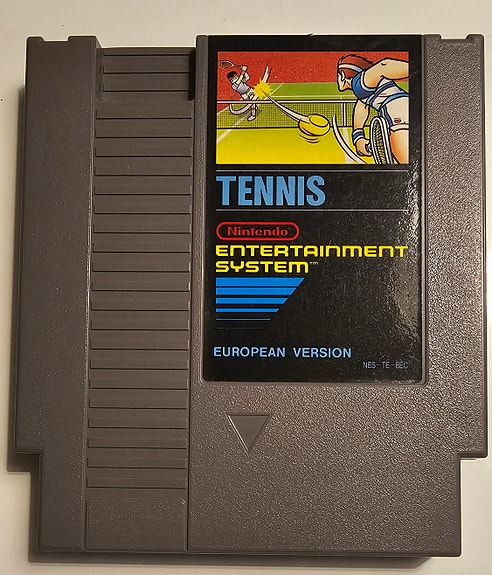 TENNIS
Nintendo
ENTERTAINMENT
SYSTEM™
EUROPEAN VERSION
NES-TE-EEC